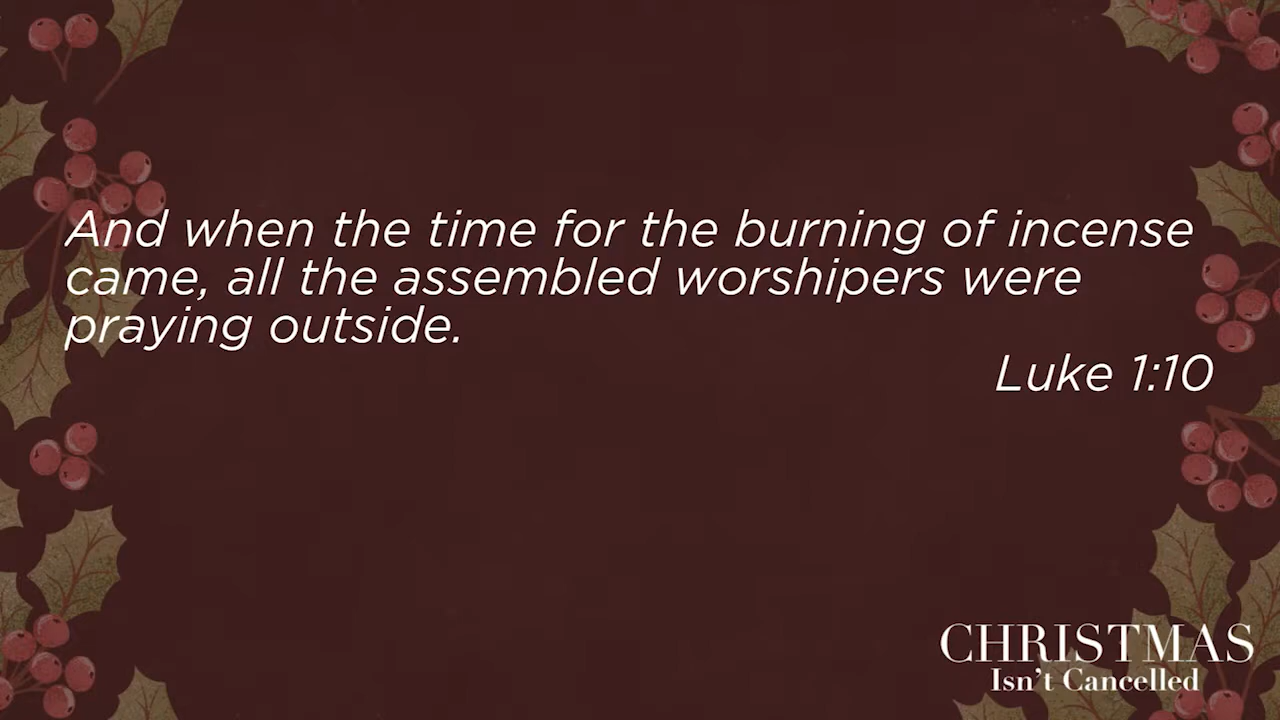 And when the time for the burning of incense
came, all the assembled worshipers were
praying outside.
Luke 1:10
CHRISTMAS
Isn't Cancelled